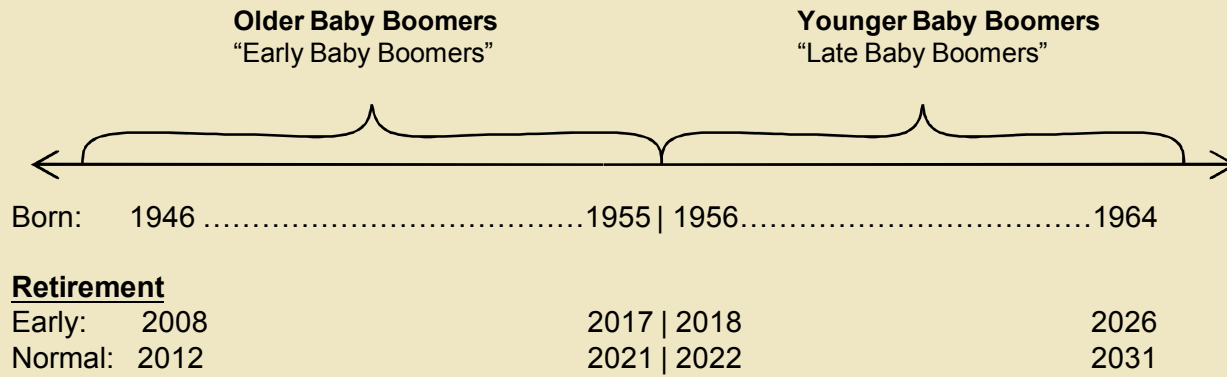 Older Baby Boomers Younger Baby Boomers
“Early Baby Boomers” “Late Baby Boomers”
Born: 1946 …………………………………1955 | 1956………………………………1964
Retirement
Early: 2008 2017 | 2018 2026
Normal: 2012 2021 | 2022 2031